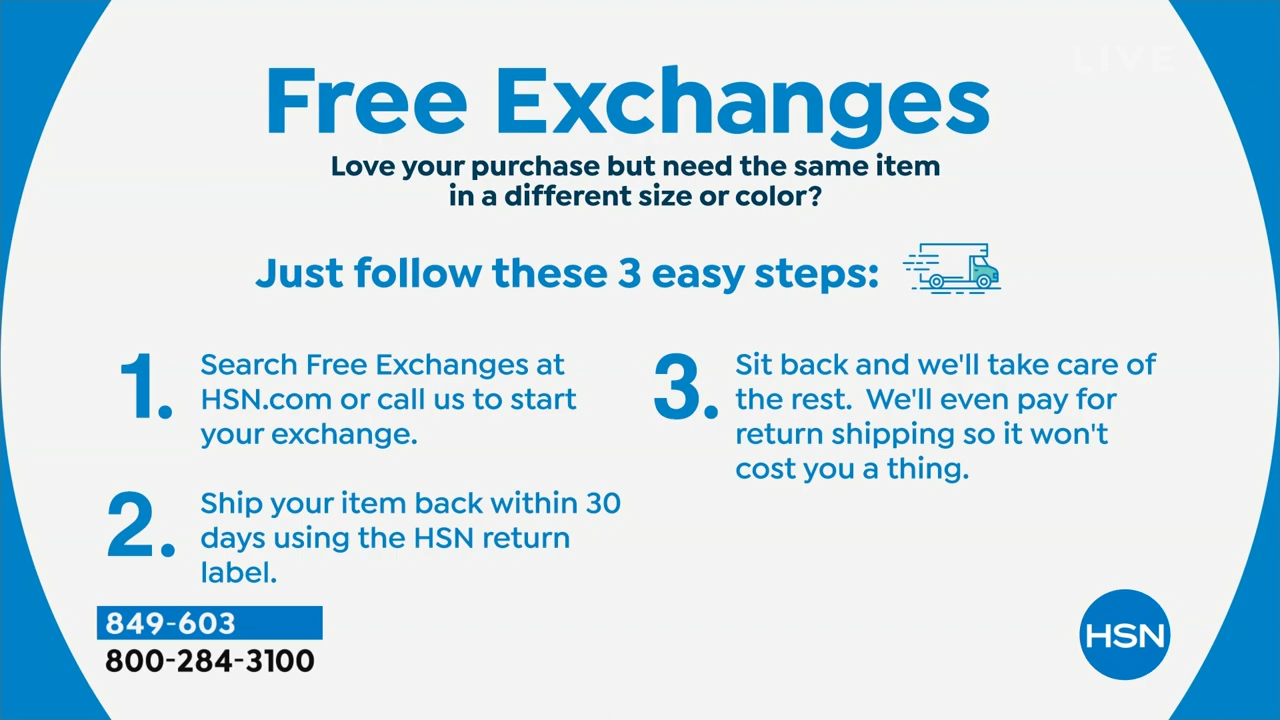 LIVE
Free Exchanges
Love your purchase but need the same item
in a different size or color?
Just follow these 3 easy steps:
1. Search Free Exchanges at
HSN.com or call us to start
your exchange.
2. Ship your item back within 30
days using the HSN return
label.
3. Sit back and we'll take care of
the rest. We'll even pay for
return shipping so it won't
cost you a thing.
849-603
800-284-3100
HSN